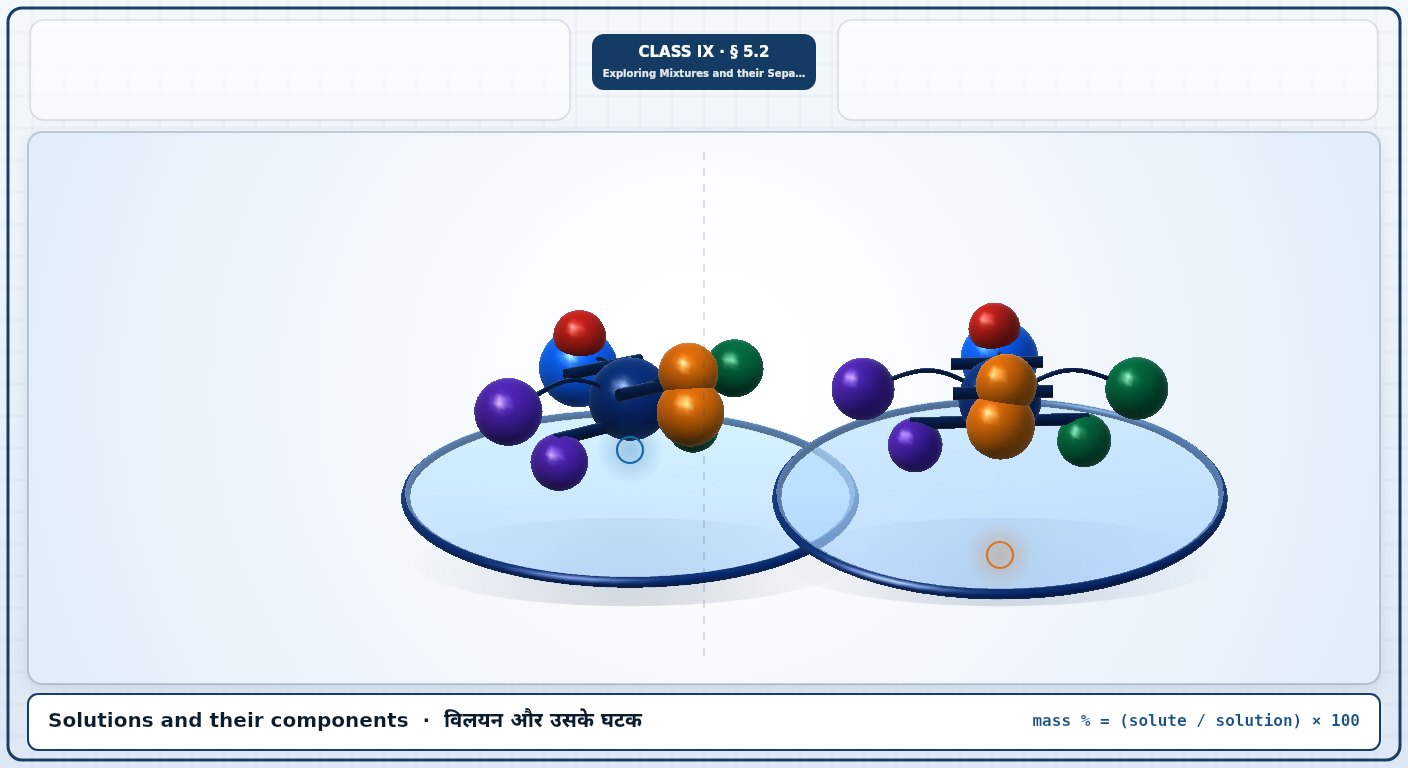 CLASS IX · § 5.2
Exploring Mixtures and their Sepa...
Solutions and their components · विलयन और उसके घटक
mass % = (solute / solution) × 100